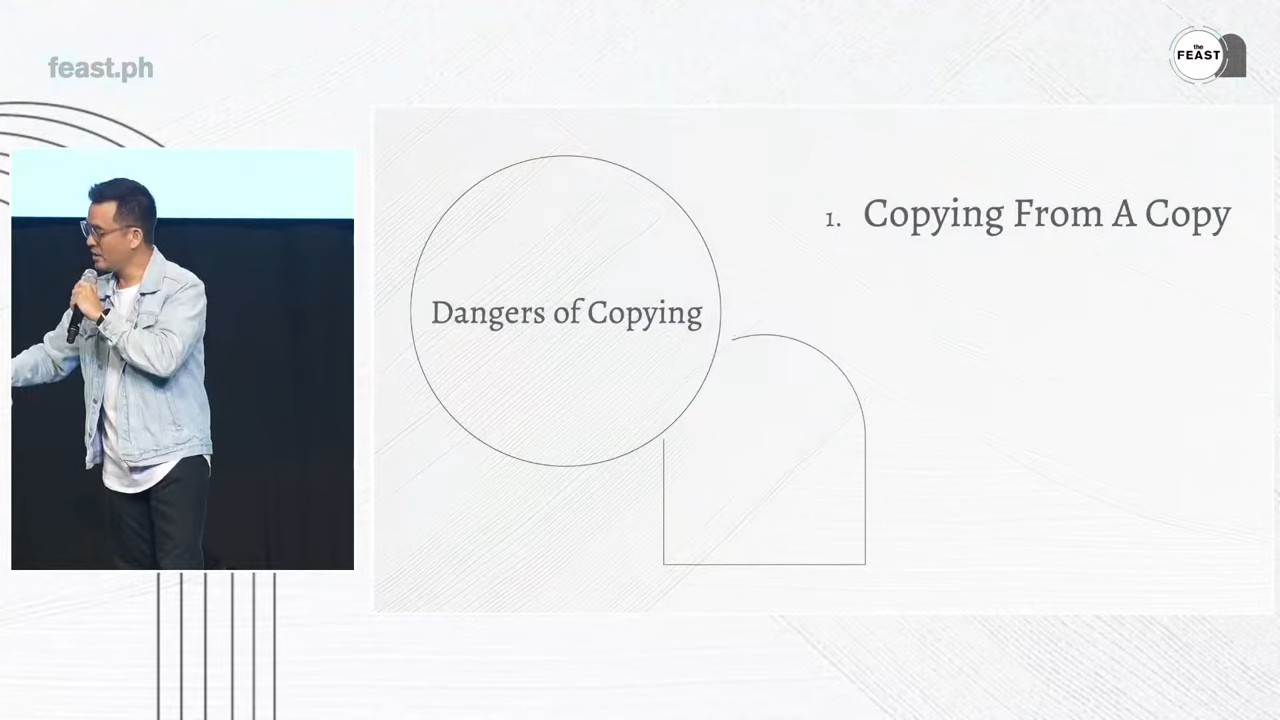 feast.ph
the
FEAST
Dangers of Copying
1. Copying From A Copy